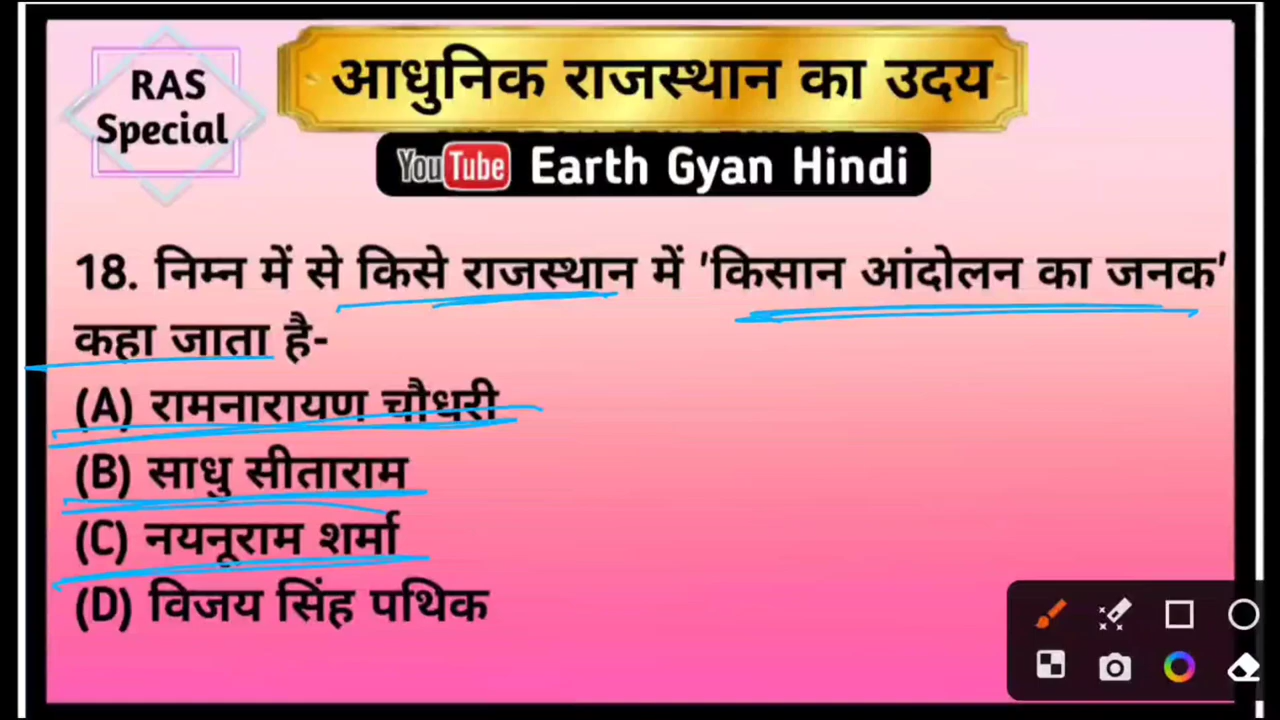 RAS
Special
आधुनिक राजस्थान का उदय
YouTube Earth Gyan Hindi
18. निम्न में से किसे राजस्थान में 'किसान आंदोलन का जनक'
कहा जाता है-
(A) रामनारायण चौधरी
(B) साधु सीताराम
(C) नयनूराम शर्मा
(D) विजय सिंह पथिक